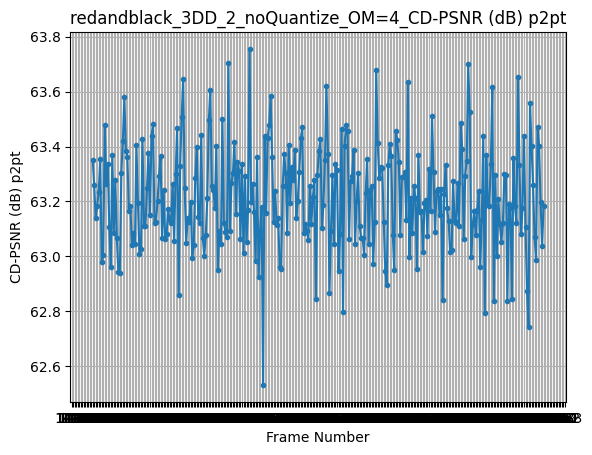 redandblack_3DD_2_noQuantize_OM=4_CD-PSNR (dB) p2pt
63.8
63.6
63.4
63.2
63.0
62.8
62.6
CD-PSNR (dB) p2pt
Frame Number